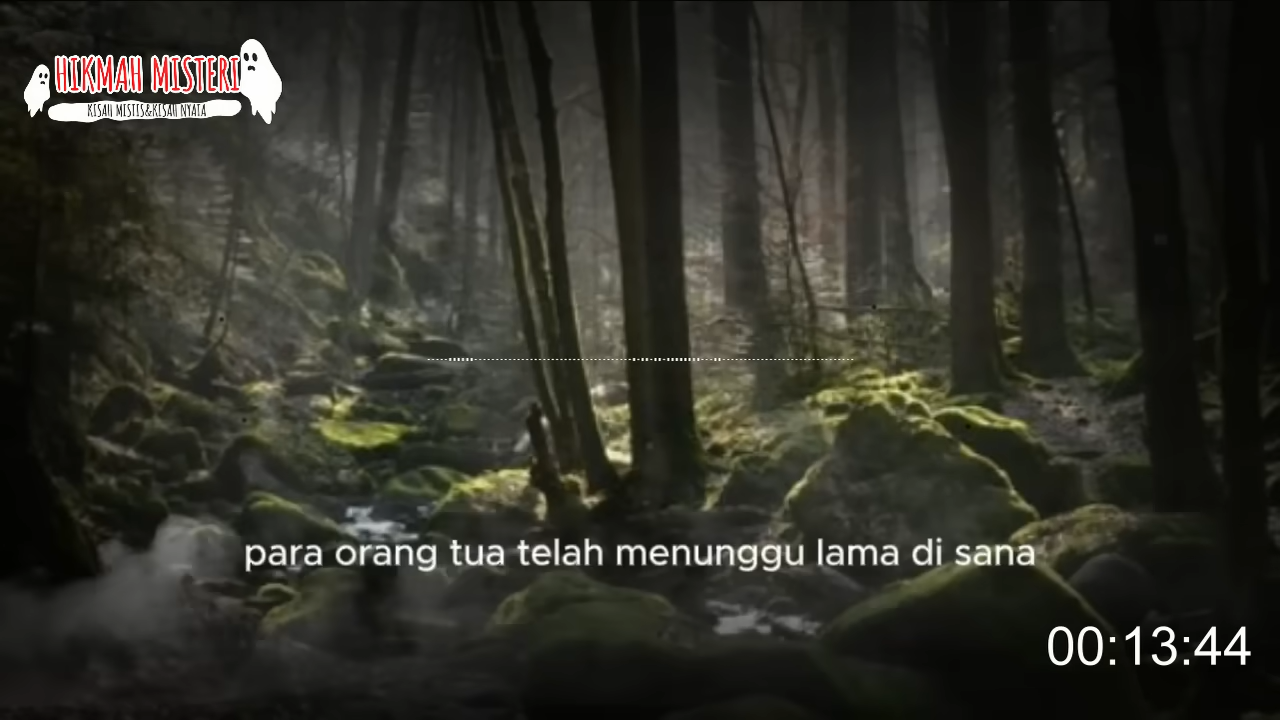 HIKMAH MISTERI
KISAH MISTIS&KISAH NYATA
para orang tua telah menunggu lama di sana
00:13:44